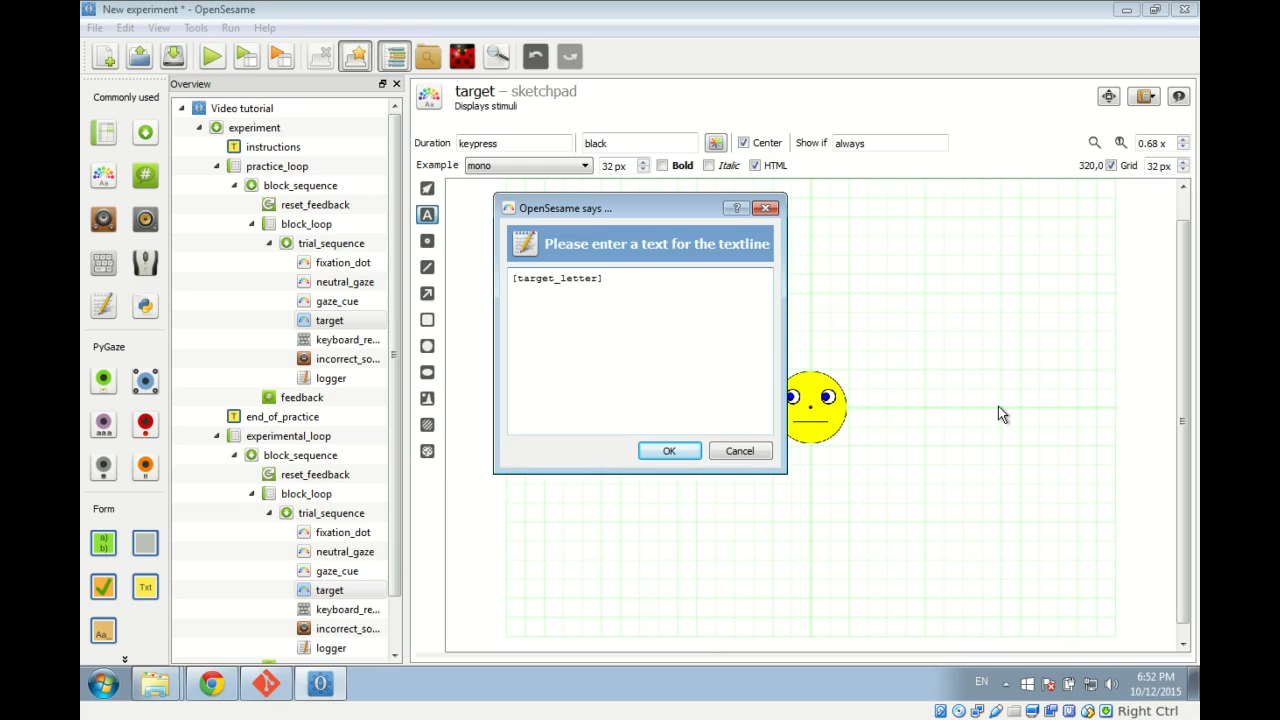 New experiment * - OpenSesame
File Edit View Tools Run Help
Commonly used
PyGaze
aaa
Form
a)
b)
Txt
Aa_
Overview
Video tutorial
experiment
instructions
practice_loop
block_sequence
reset_feedback
block_loop
trial_sequence
fixation_dot
neutral_gaze
gaze_cue
target
keyboard_re...
incorrect_so...
logger
feedback
end_of_practice
experimental_loop
block_sequence
reset_feedback
block_loop
trial_sequence
fixation_dot
neutral_gaze
gaze_cue
target
keyboard_re...
incorrect_so...
logger
target – sketchpad
Displays stimuli
Duration keypress black Center Show if always 0.68 x
Example mono 32 px Bold Italic HTML 320,0 Grid 32 px
A
OpenSesame says ...
Please enter a text for the textline
[target_letter]
OK Cancel
EN
6:52 PM
10/12/2015
Right Ctrl